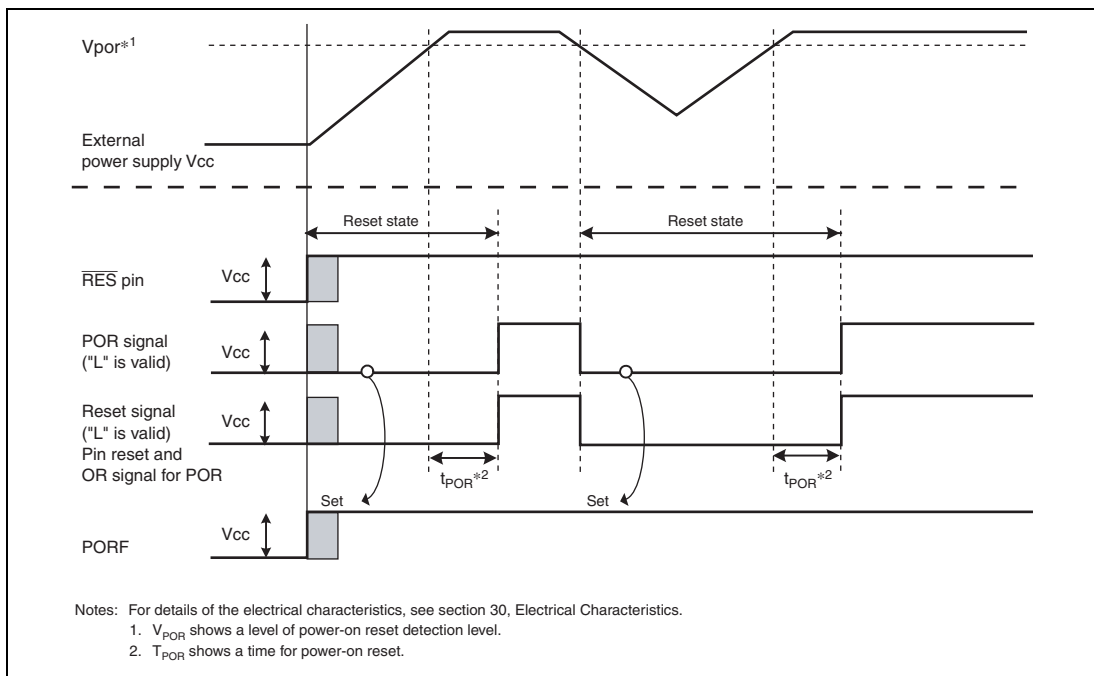 Vpor*1
External
power supply Vcc
Reset state
Reset state
RES pin
Vcc
POR signal
("L" is valid)
Vcc
Reset signal
("L" is valid)
Pin reset and
OR signal for POR
Vcc
tPOR*2
tPOR*2
Set
Set
PORF
Vcc
Notes: For details of the electrical characteristics, see section 30, Electrical Characteristics.
1. VPOR shows a level of power-on reset detection level.
2. TPOR shows a time for power-on reset.